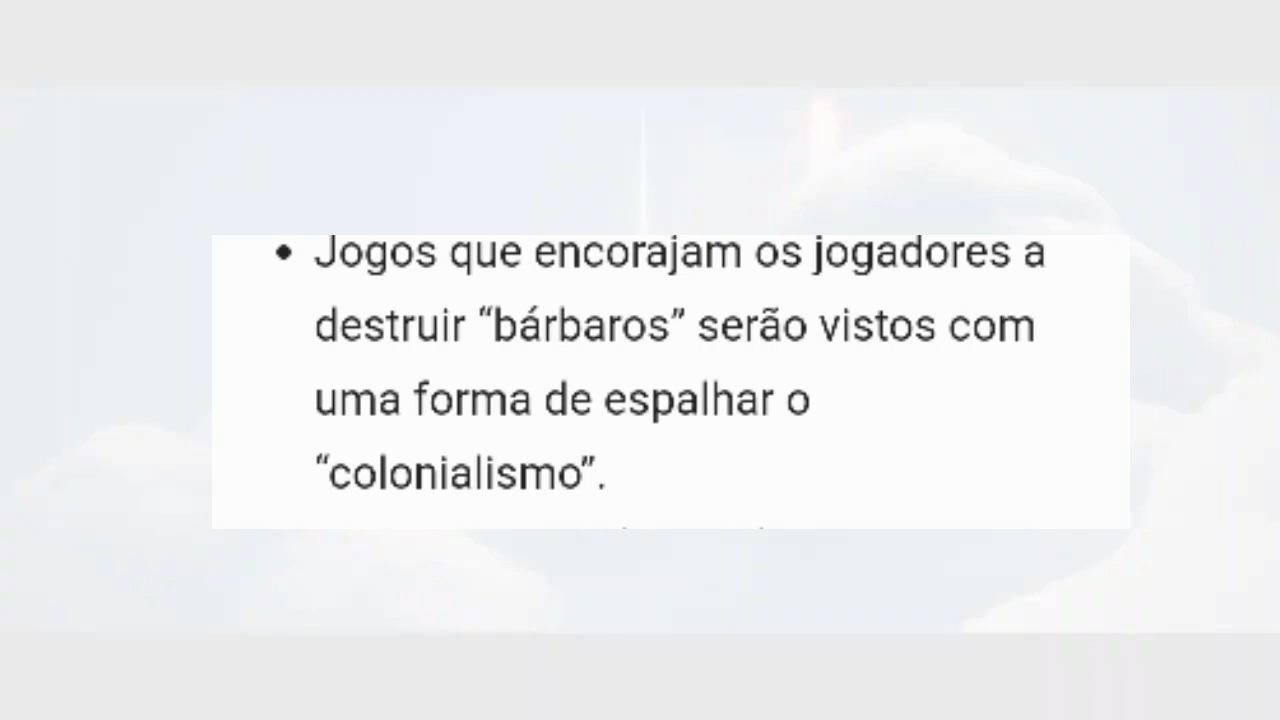 • Jogos que encorajam os jogadores a
destruir “bárbaros” serão vistos com
uma forma de espalhar o
“colonialismo”.